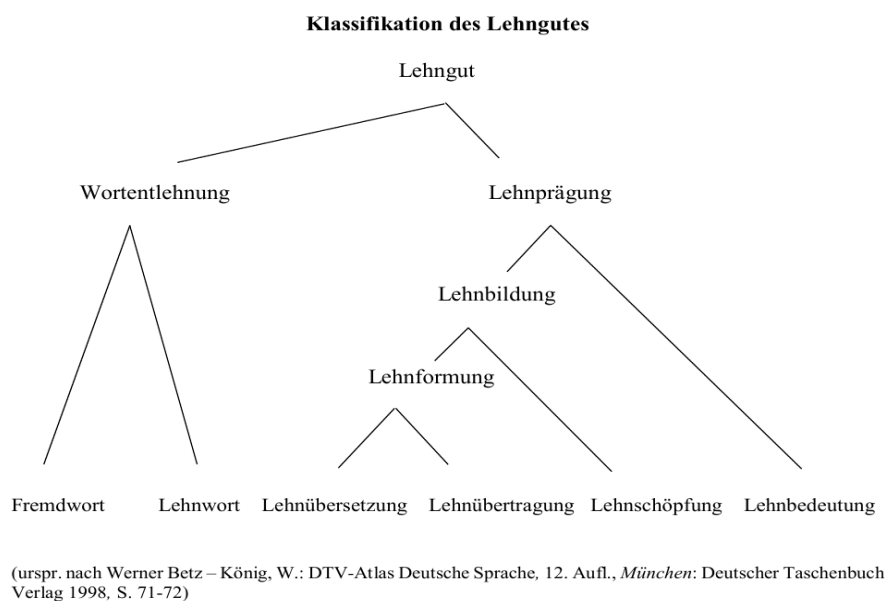 Klassifikation des Lehngutes
Lehngut
Wortentlehnung Lehnprägung
Lehnbildung
Lehnformung
Fremdwort Lehnwort Lehnübersetzung Lehnübertragung Lehnschöpfung Lehnbedeutung
(urspr. nach Werner Betz – König, W.: DTV-Atlas Deutsche Sprache, 12. Aufl., München: Deutscher Taschenbuch
Verlag 1998, S. 71-72)